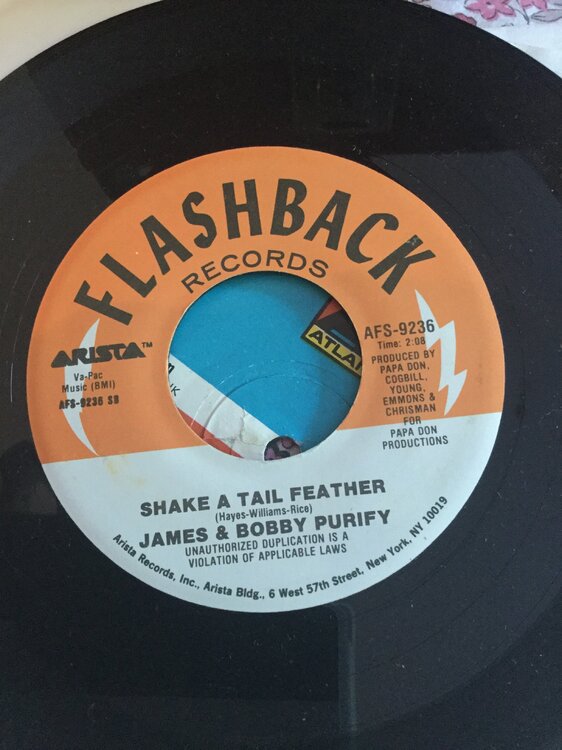 FLASHBACK
RECORDS
ARISTA™
Va-Pac
Music (BMI)
AFS-9236 SB
AFS-9236
Time: 2:08
PRODUCED BY
PAPA DON,
COGBILL,
YOUNG,
EMMONS &
CHRISMAN
FOR
PAPA DON
PRODUCTIONS
ATLA
SHAKE A TAIL FEATHER
(Hayes-Williams-Rice)
JAMES & BOBBY PURIFY
UNAUTHORIZED DUPLICATION IS A
VIOLATION OF APPLICABLE LAWS
Arista Records, Inc., Arista Bldg., 6 West 57th Street, New York, NY 10019